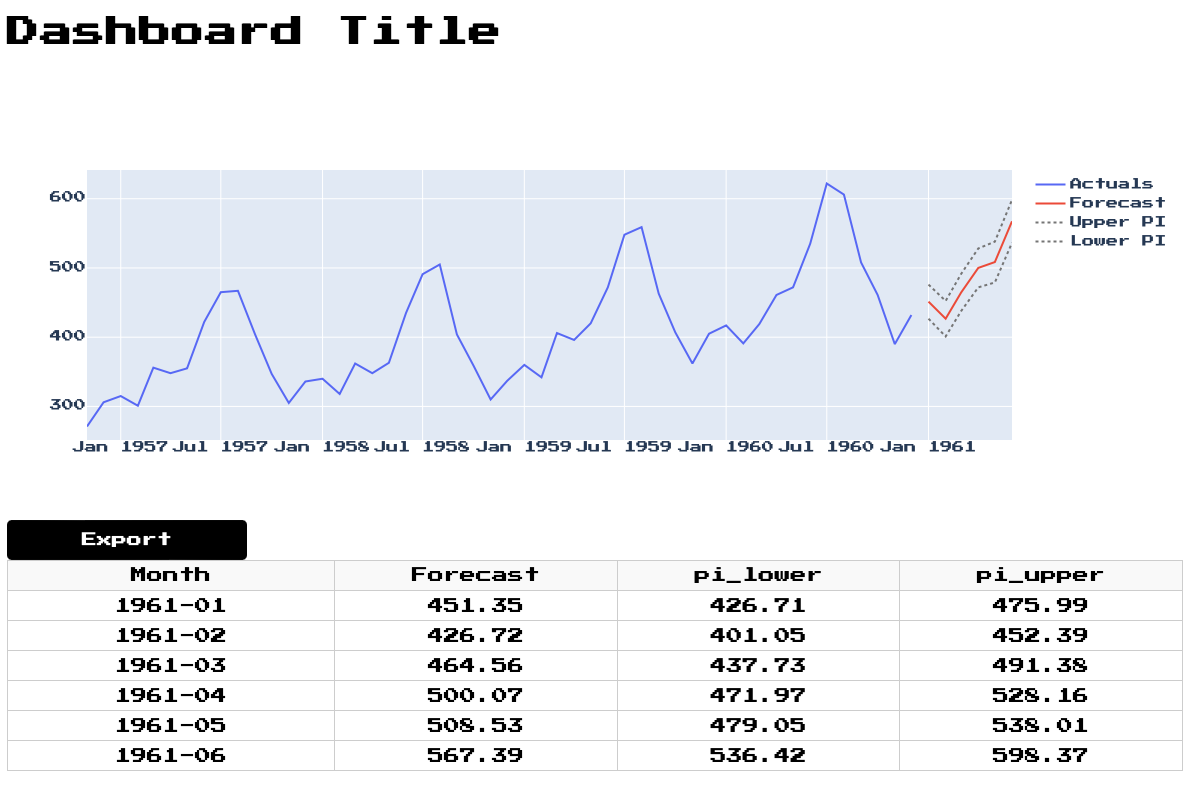 Dashboard Title
600
500
400
300
Jan 1957 Jul 1957 Jan 1958 Jul 1958 Jan 1959 Jul 1959 Jan 1960 Jul 1960 Jan 1961
Actuals
Forecast
Upper PI
Lower PI
Export
Month Forecast pi_lower pi_upper
1961-01 451.35 426.71 475.99
1961-02 426.72 401.05 452.39
1961-03 464.56 437.73 491.38
1961-04 500.07 471.97 528.16
1961-05 508.53 479.05 538.01
1961-06 567.39 536.42 598.37